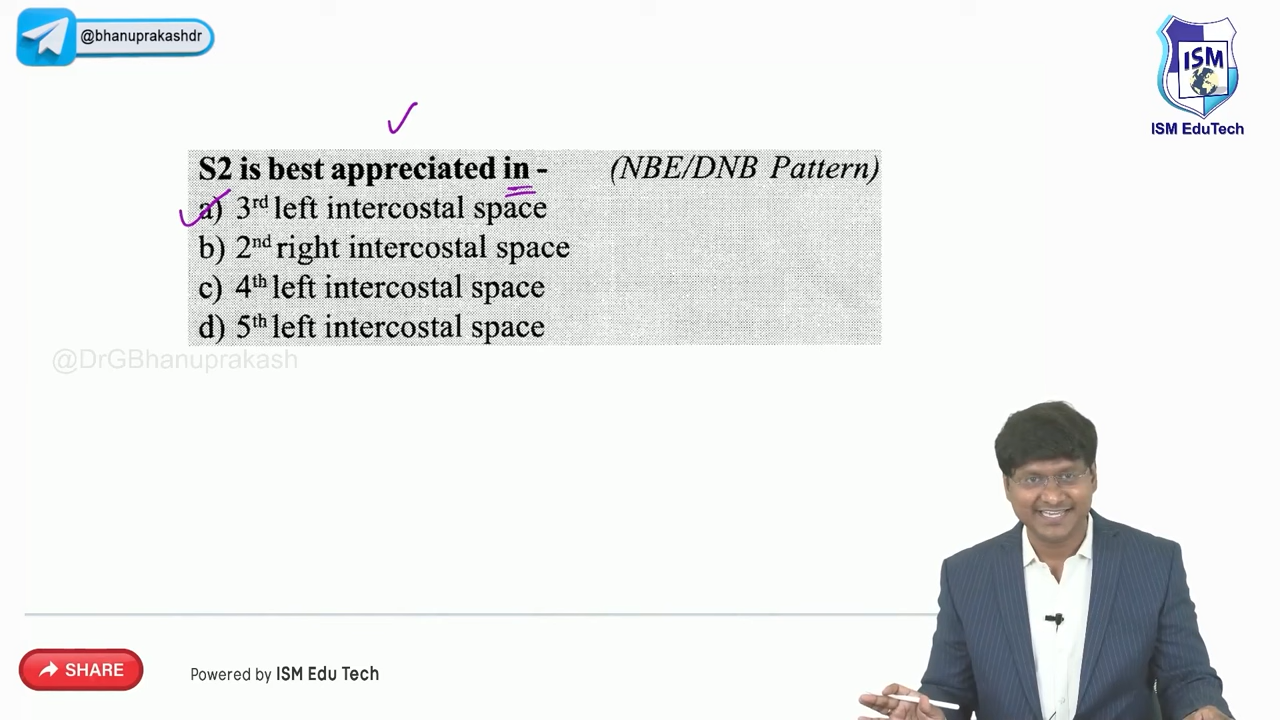 @bhanuprakashdr
ISM
ISM EduTech
S2 is best appreciated in - (NBE/DNB Pattern)
a) 3rd left intercostal space
b) 2nd right intercostal space
c) 4th left intercostal space
d) 5th left intercostal space
@DrGBhanuprakash
SHARE
Powered by ISM Edu Tech